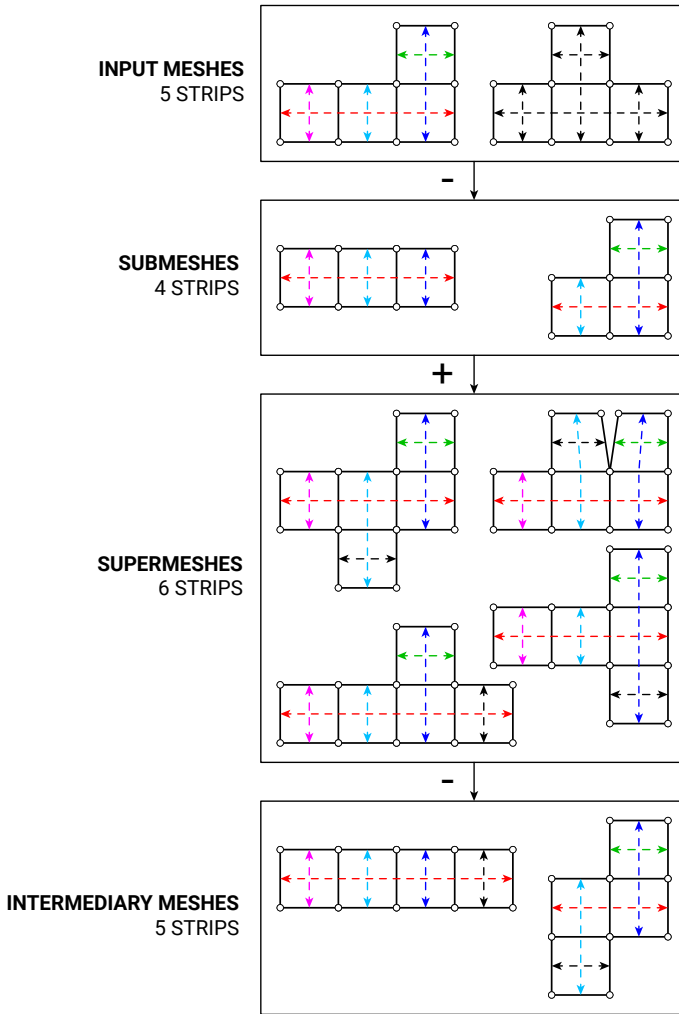 INPUT MESHES
5 STRIPS
-
SUBMESHES
4 STRIPS
+
SUPERMESHES
6 STRIPS
-
INTERMEDIARY MESHES
5 STRIPS